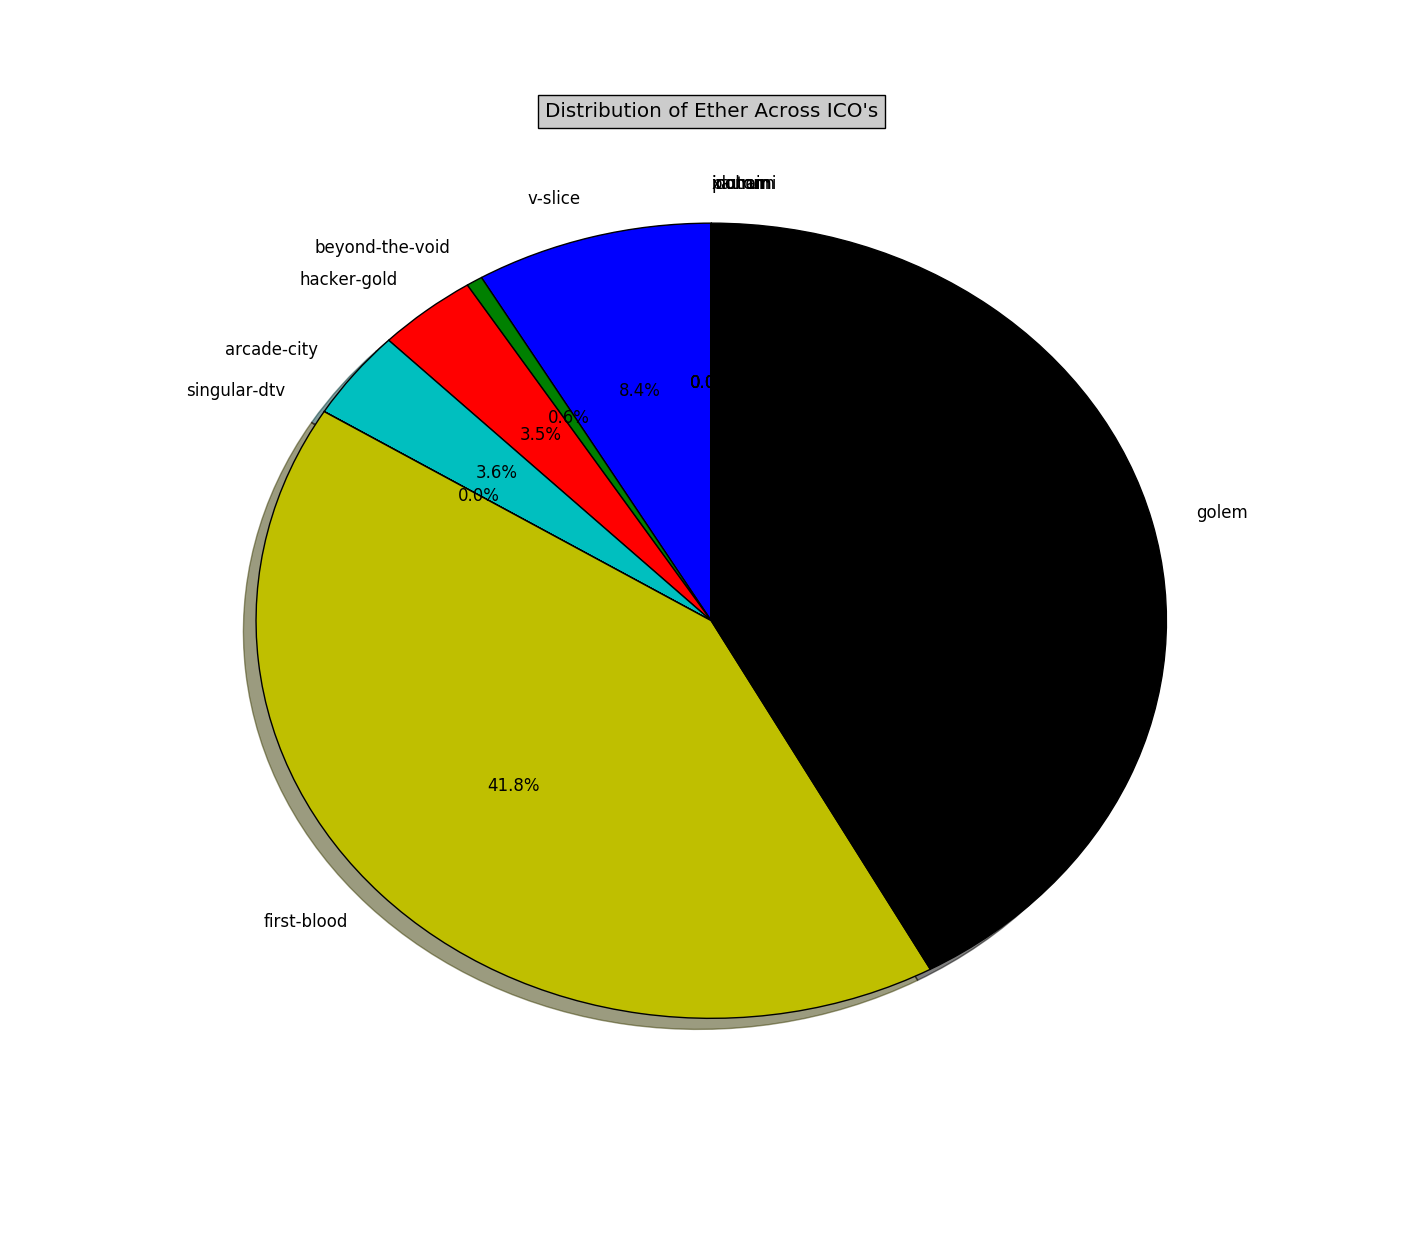 Distribution of Ether Across ICO's
v-slice
beyond-the-void
hacker-gold
arcade-city
singular-dtv
golem
first-blood
8.4%
0.6%
3.5%
3.6%
0.0%
41.8%